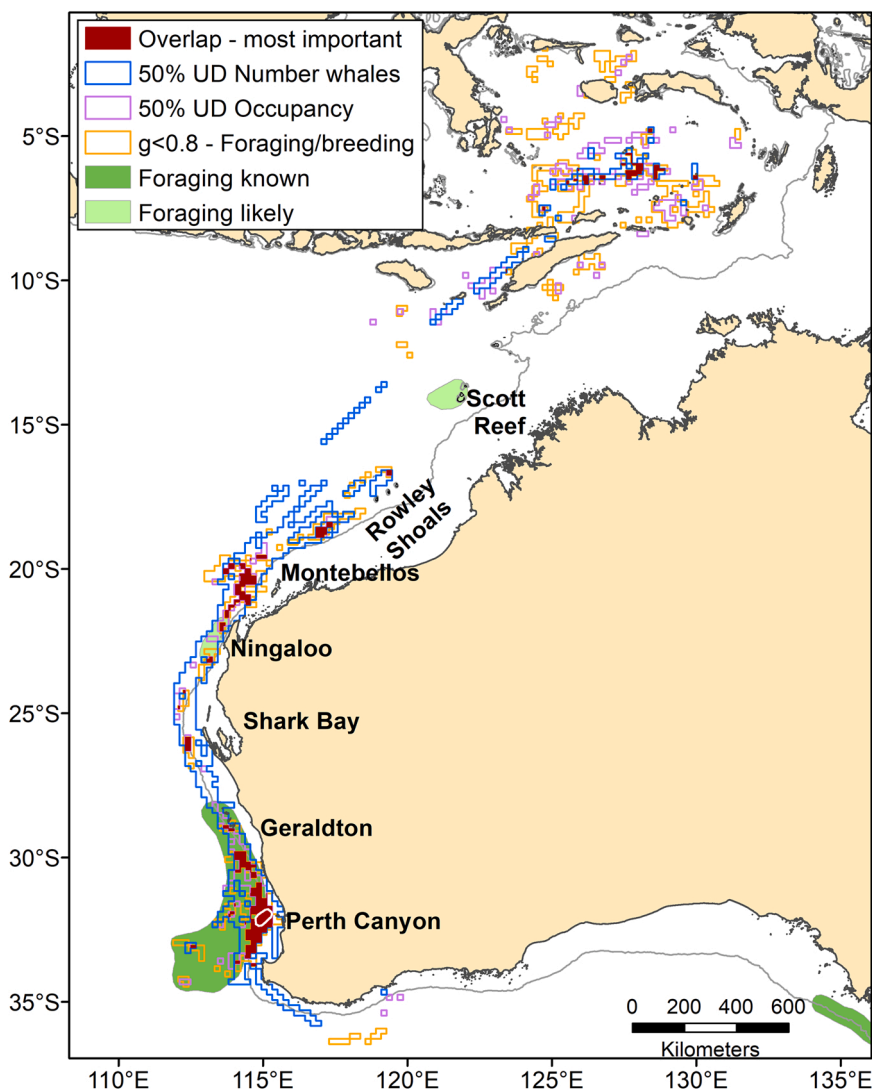 Overlap - most important
50% UD Number whales
50% UD Occupancy
g<0.8 - Foraging/breeding
Foraging known
Foraging likely
5°S
10°S
15°S
20°S
25°S
30°S
35°S
Scott
Reef
Rowley
Shoals
Montebellos
Ningaloo
Shark Bay
Geraldton
Perth Canyon
0 200 400 600
Kilometers
110°E 115°E 120°E 125°E 130°E 135°E